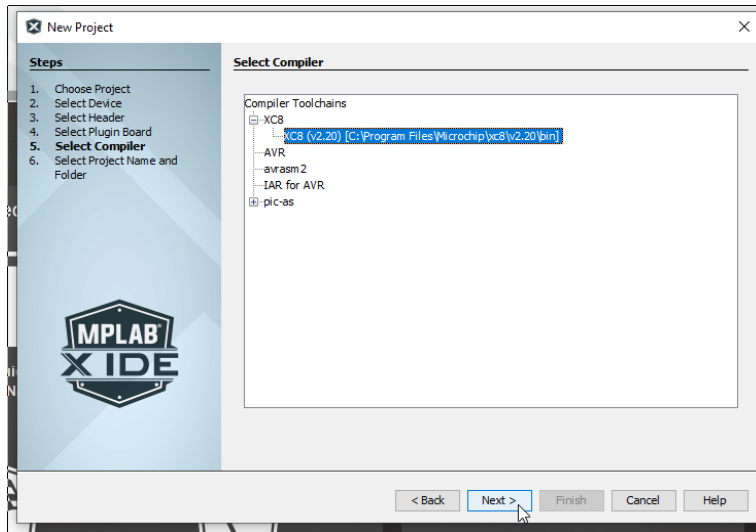 New Project
Steps
1. Choose Project
2. Select Device
3. Select Header
4. Select Plugin Board
5. Select Compiler
6. Select Project Name and
Folder
MPLAB
X IDE
Select Compiler
Compiler Toolchains
XC8
XC8 (v2.20) [C:\Program Files\Microchip\xc8\v2.20\bin]
AVR
avrasm2
IAR for AVR
pic-as
< Back
Next >
Finish
Cancel
Help